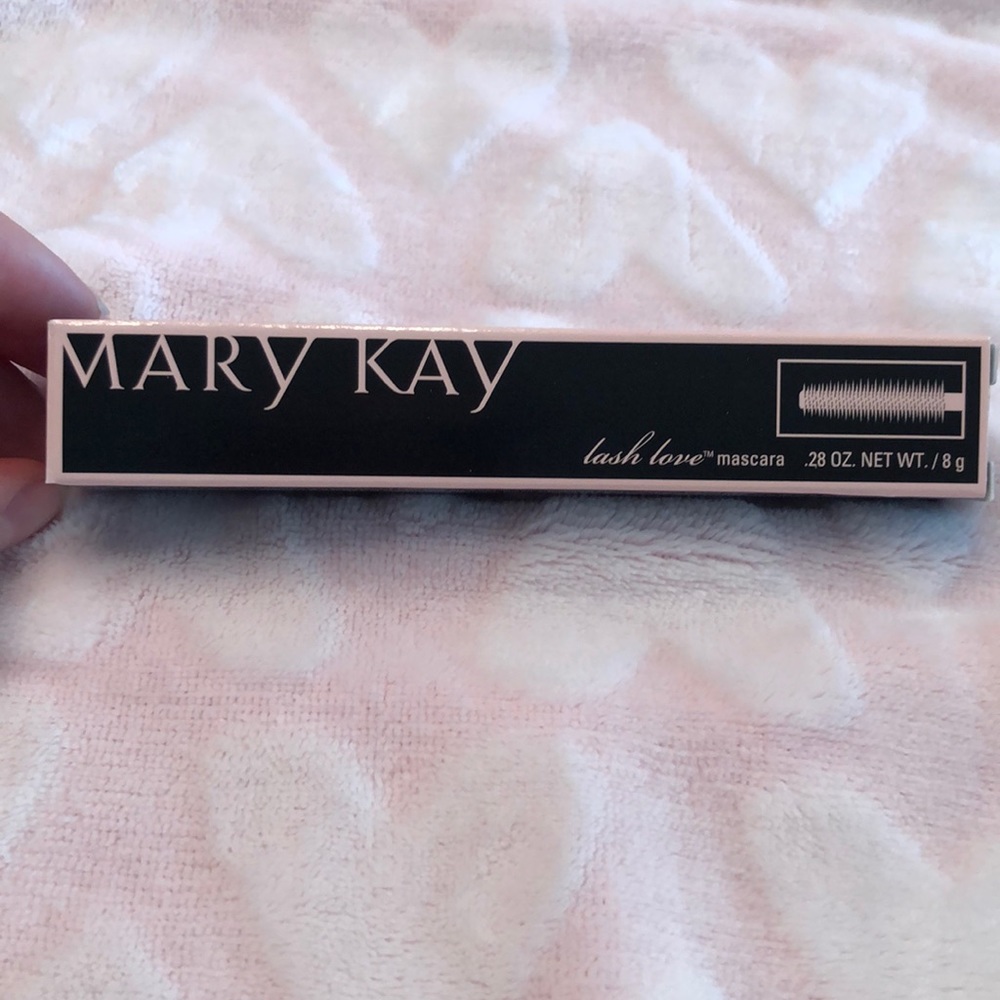 MARY KAY
lash love™ mascara .28 OZ. NET WT. / 8 g